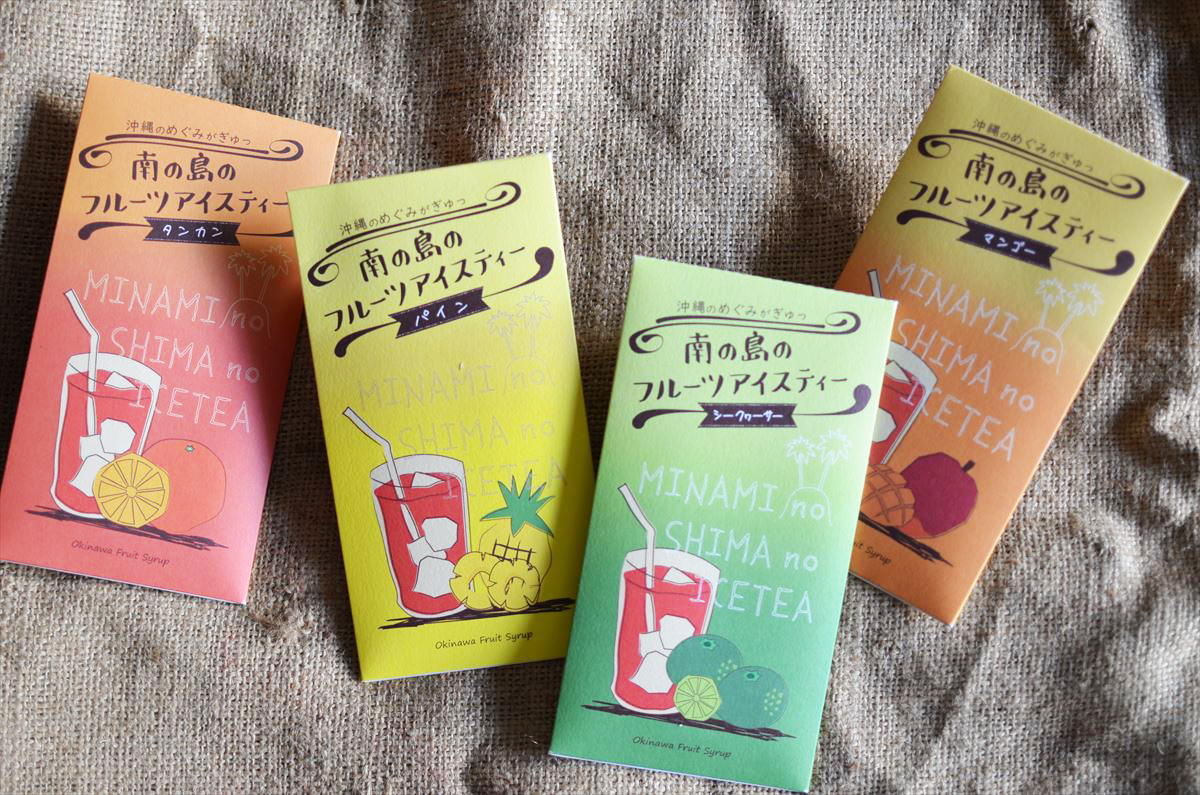 沖縄のめぐみがぎゅっ
南の島の
フルーツアイスティー
タンカン
MINAMI no
SHIMA no
ICETEA
Okinawa Fruit Syrup
沖縄のめぐみがぎゅっ
南の島の
フルーツアイスティー
パイン
MINAMI no
SHIMA no
ICETEA
Okinawa Fruit Syrup
沖縄のめぐみがぎゅっ
南の島の
フルーツアイスティー
シークヮーサー
MINAMI no
SHIMA no
ICETEA
Okinawa Fruit Syrup
沖縄のめぐみがぎゅっ
南の島の
フルーツアイスティー
マンゴー
MINAMI no
SHIMA no
ICETEA
Fruit Syrup